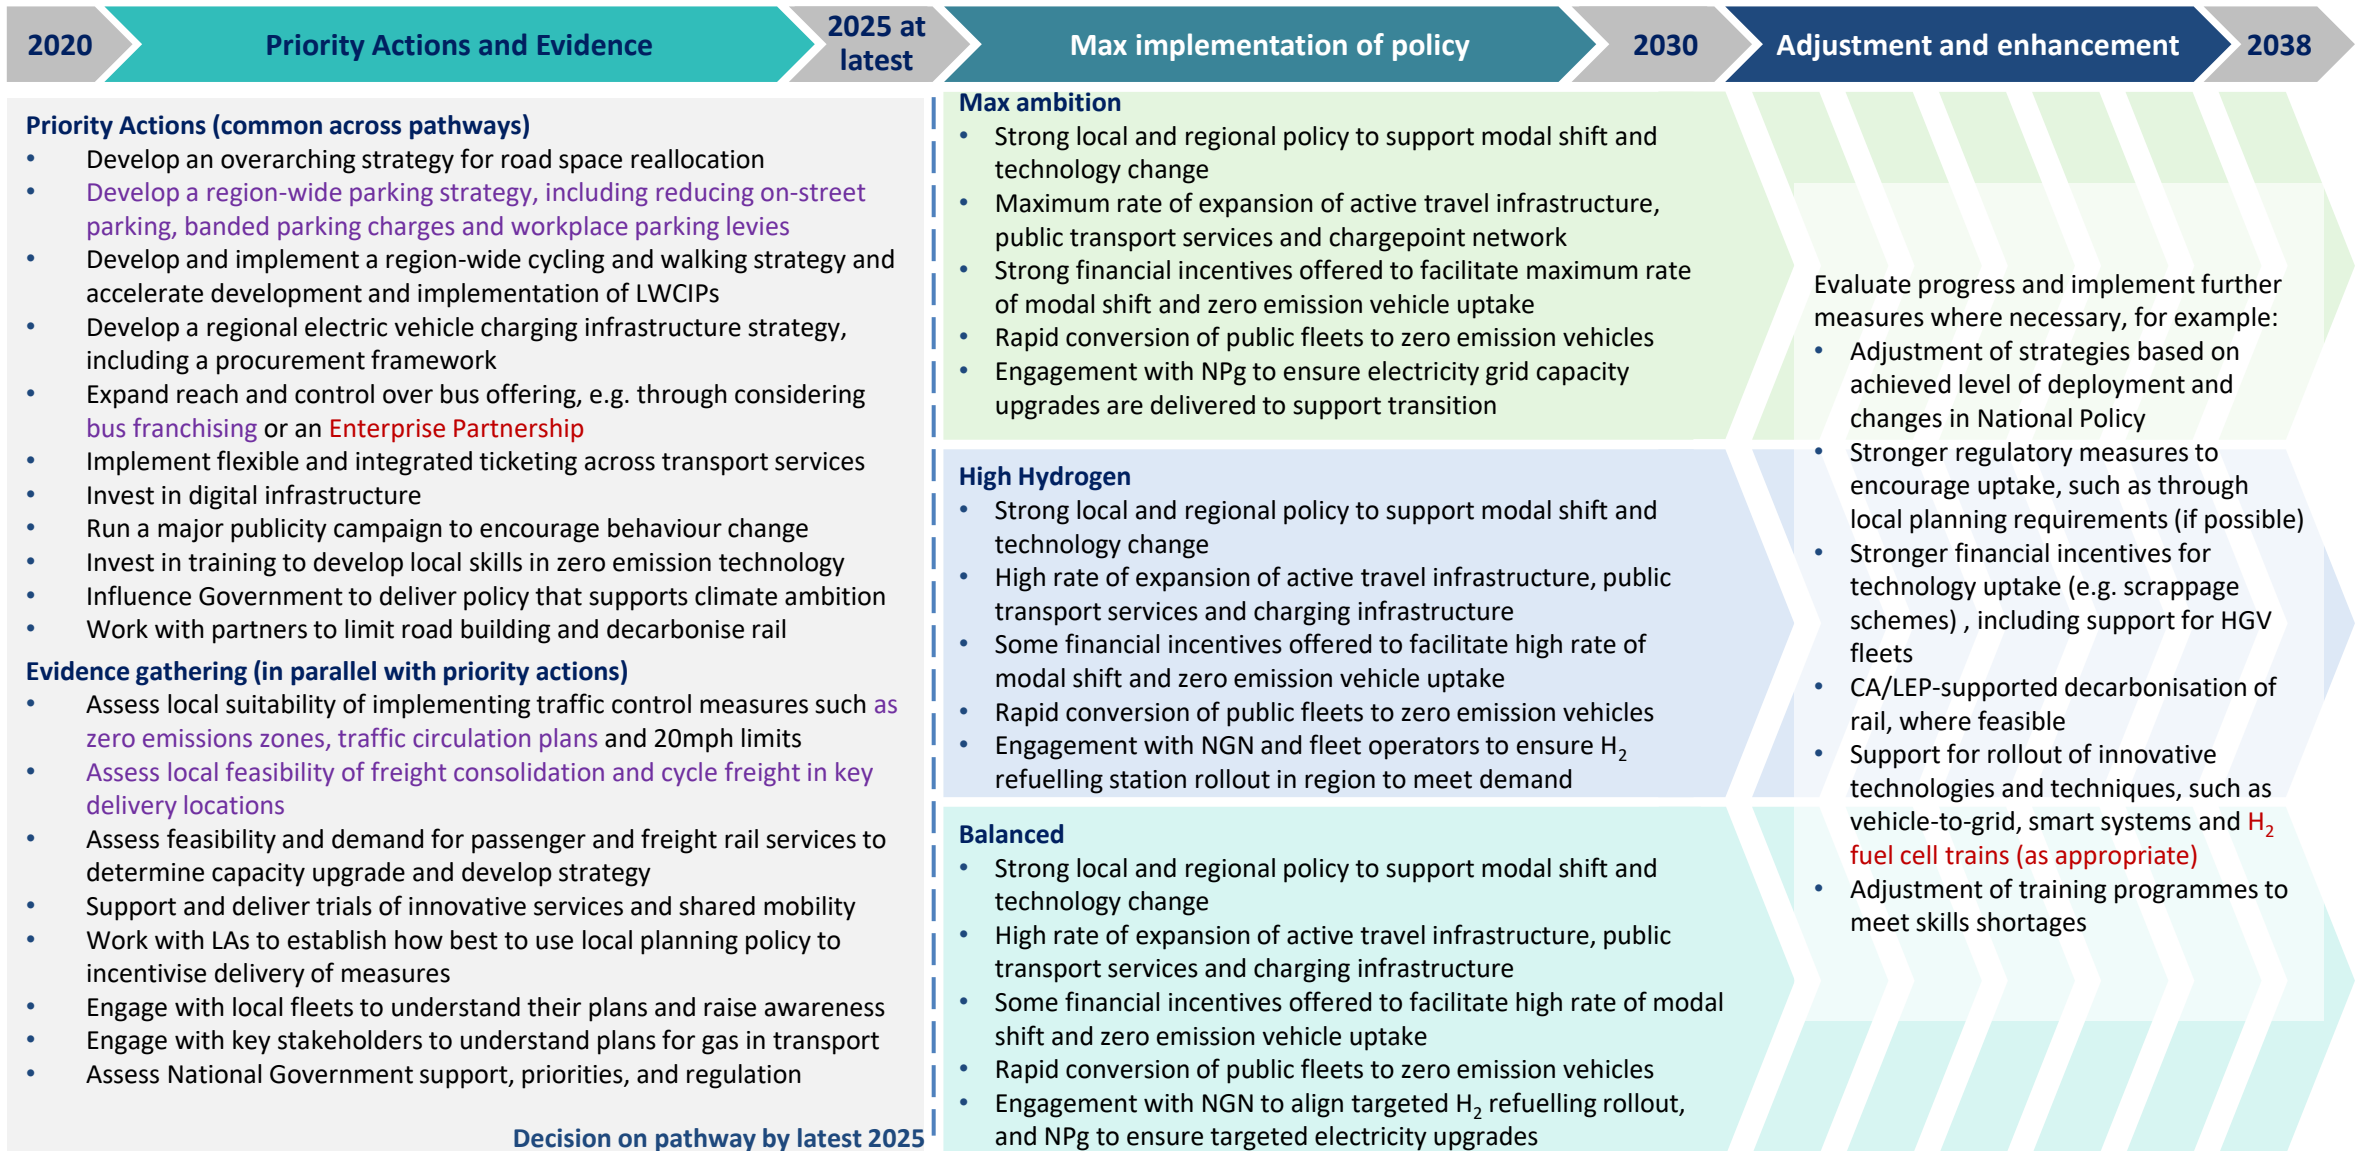 2020
Priority Actions and Evidence
2025 at
latest
Max implementation of policy
2030
Adjustment and enhancement
2038
Priority Actions (common across pathways)
• Develop an overarching strategy for road space reallocation
• Develop a region-wide parking strategy, including reducing on-street
parking, banded parking charges and workplace parking levies
• Develop and implement a region-wide cycling and walking strategy and
accelerate development and implementation of LWCIPs
• Develop a regional electric vehicle charging infrastructure strategy,
including a procurement framework
• Expand reach and control over bus offering, e.g. through considering
bus franchising or an Enterprise Partnership
• Implement flexible and integrated ticketing across transport services
• Invest in digital infrastructure
• Run a major publicity campaign to encourage behaviour change
• Invest in training to develop local skills in zero emission technology
• Influence Government to deliver policy that supports climate ambition
• Work with partners to limit road building and decarbonise rail
Evidence gathering (in parallel with priority actions)
• Assess local suitability of implementing traffic control measures such as
zero emissions zones, traffic circulation plans and 20mph limits
• Assess local feasibility of freight consolidation and cycle freight in key
delivery locations
• Assess feasibility and demand for passenger and freight rail services to
determine capacity upgrade and develop strategy
• Support and deliver trials of innovative services and shared mobility
• Work with LAs to establish how best to use local planning policy to
incentivise delivery of measures
• Engage with local fleets to understand their plans and raise awareness
• Engage with key stakeholders to understand plans for gas in transport
• Assess National Government support, priorities, and regulation
Decision on pathway by latest 2025
Max ambition
• Strong local and regional policy to support modal shift and
technology change
• Maximum rate of expansion of active travel infrastructure,
public transport services and chargepoint network
• Strong financial incentives offered to facilitate maximum rate
of modal shift and zero emission vehicle uptake
• Rapid conversion of public fleets to zero emission vehicles
• Engagement with NPg to ensure electricity grid capacity
upgrades are delivered to support transition
High Hydrogen
• Strong local and regional policy to support modal shift and
technology change
• High rate of expansion of active travel infrastructure, public
transport services and charging infrastructure
• Some financial incentives offered to facilitate high rate of
modal shift and zero emission vehicle uptake
• Rapid conversion of public fleets to zero emission vehicles
• Engagement with NGN and fleet operators to ensure H₂
refuelling station rollout in region to meet demand
Balanced
• Strong local and regional policy to support modal shift and
technology change
• High rate of expansion of active travel infrastructure, public
transport services and charging infrastructure
• Some financial incentives offered to facilitate high rate of modal
shift and zero emission vehicle uptake
• Rapid conversion of public fleets to zero emission vehicles
• Engagement with NGN to align targeted H₂ refuelling rollout,
and NPg to ensure targeted electricity upgrades
Evaluate progress and implement further
measures where necessary, for example:
• Adjustment of strategies based on
achieved level of deployment and
changes in National Policy
• Stronger regulatory measures to
encourage uptake, such as through
local planning requirements (if possible)
• Stronger financial incentives for
technology uptake (e.g. scrappage
schemes) , including support for HGV
fleets
• CA/LEP-supported decarbonisation of
rail, where feasible
• Support for rollout of innovative
technologies and techniques, such as
vehicle-to-grid, smart systems and H₂
fuel cell trains (as appropriate)
• Adjustment of training programmes to
meet skills shortages